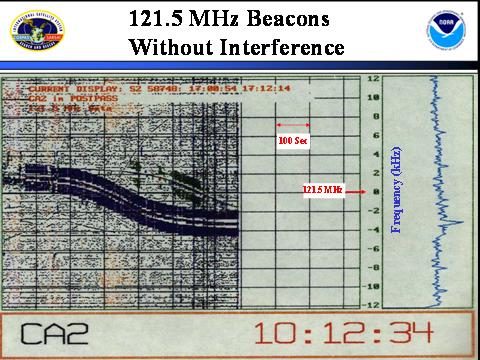 121.5 MHz Beacons
Without Interference
NOAA
CURRENT DISPLAY: S2 58748: 17:00:54 17:12:14
CA2 in POSTPASS
100 Sec
121.5 MHz
Frequency (kHz)
12
10
8
6
4
2
0
-2
-4
-6
-8
-10
-12
CA2
10:12:34